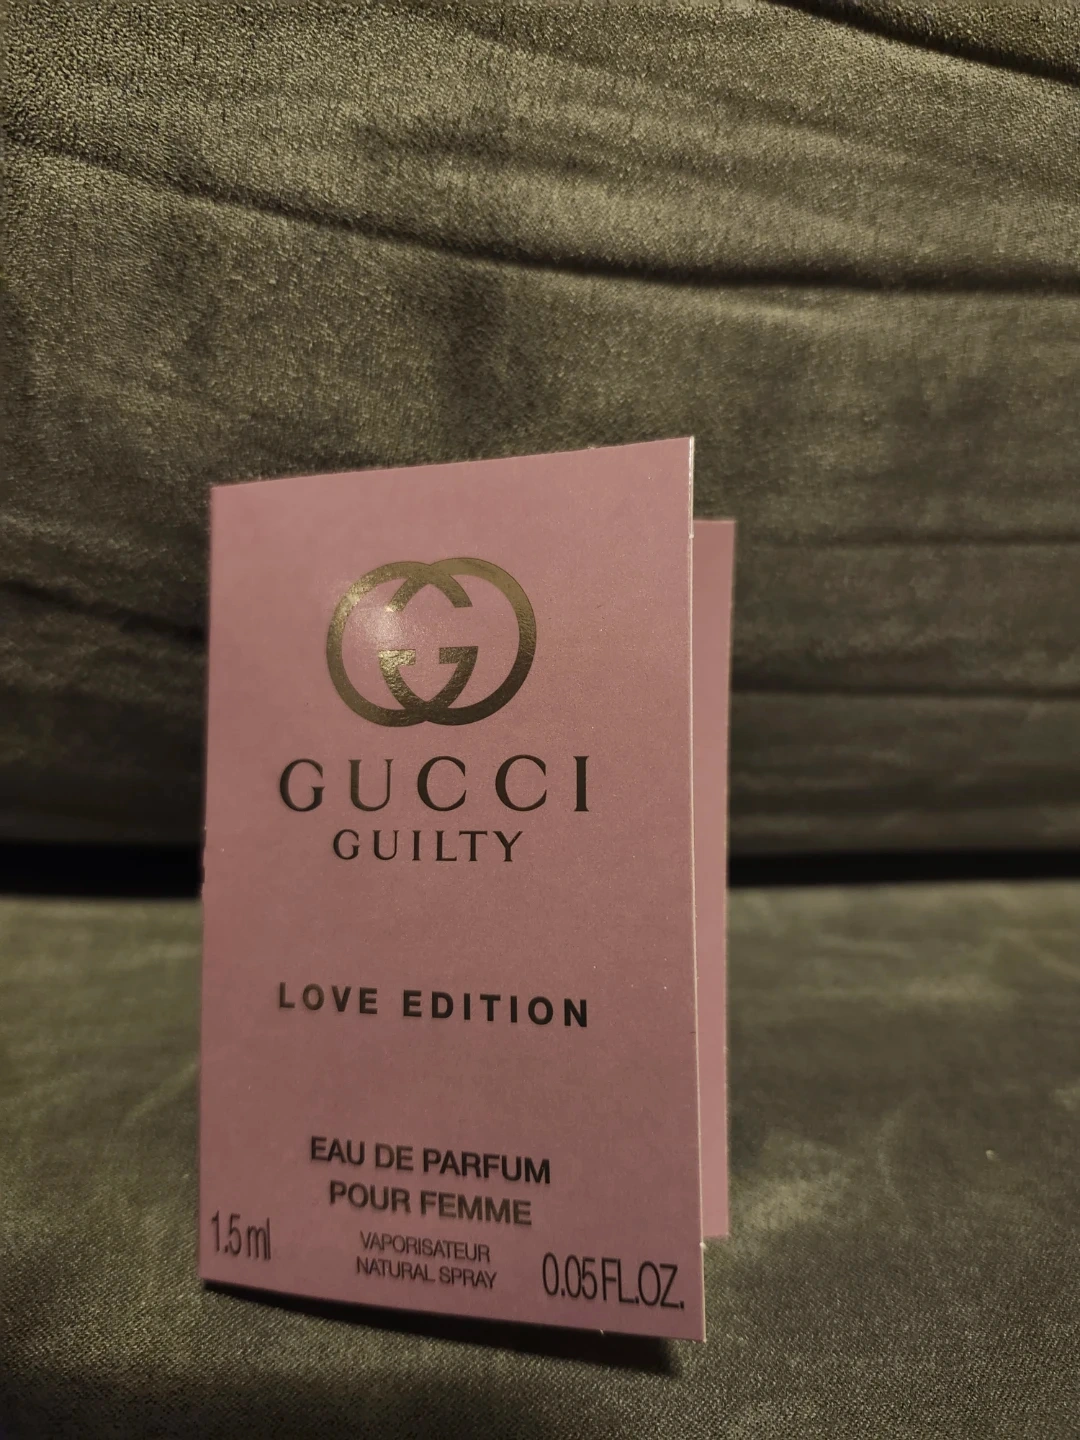 GUCCI
GUILTY
LOVE EDITION
EAU DE PARFUM
POUR FEMME
1.5 ml
VAPORISATEUR
NATURAL SPRAY
0.05 FL.OZ.